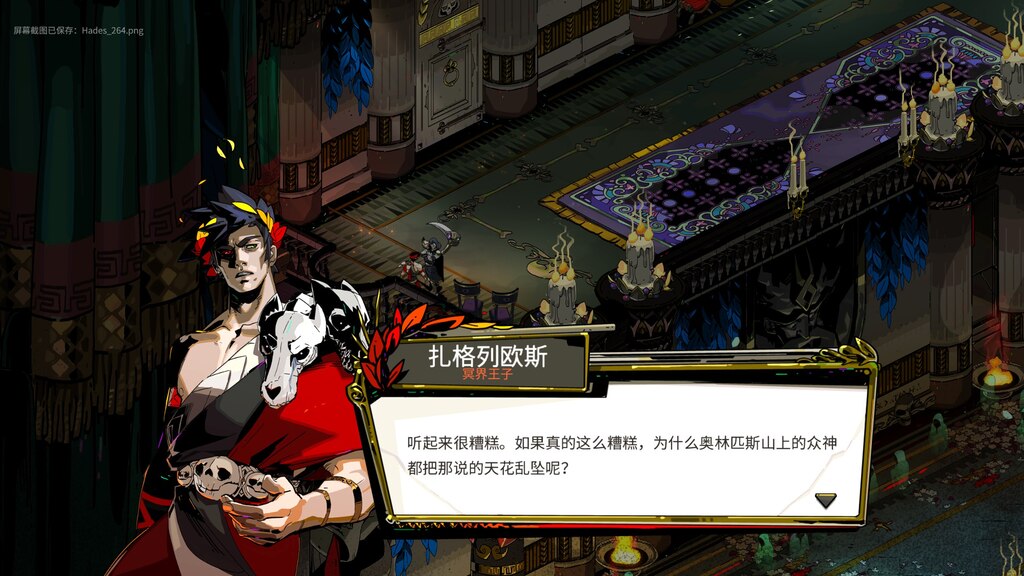 屏幕截图已保存：Hades_264.png
扎格列欧斯
冥界王子
听起来很糟糕。如果真的这么糟糕，为什么奥林匹斯山上的众神
都把那说的天花乱坠呢？